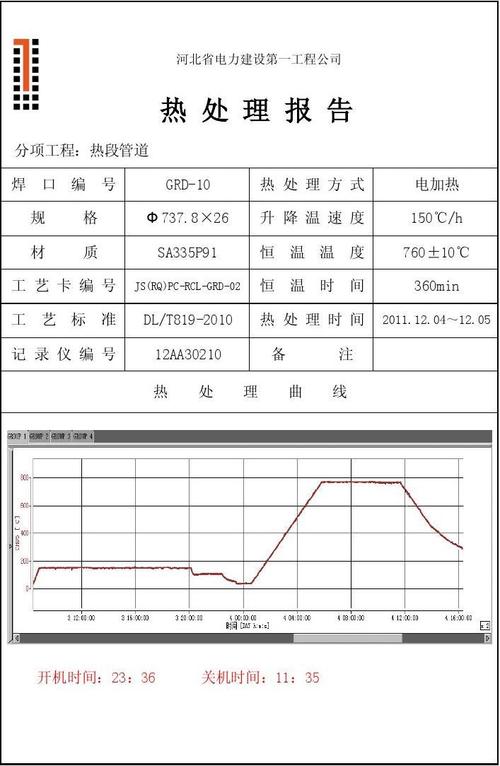 河北省电力建设第一工程公司
热处理报告
分项工程：热段管道
焊口编号 GRD-10 热处理方式 电加热
规格 Φ737.8×26 升降温速度 150℃/h
材质 SA335P91 恒温温度 760±10℃
工艺卡编号 JS(RQ)PC-RCL-GRD-02 恒温时间 360min
工艺标准 DL/T819-2010 热处理时间 2011.12.04～12.05
记录仪编号 12AA30210 备注
热处理曲线
GROUP 1 GROUP 2 GROUP 3 GROUP 4
800
600
400
200
0
3 12:00:00 3 16:00:00 3 20:00:00 4 00:00:00 4 04:00:00 4 08:00:00 4 12:00:00 4 16:00:00
开机时间：23：36 关机时间：11：35